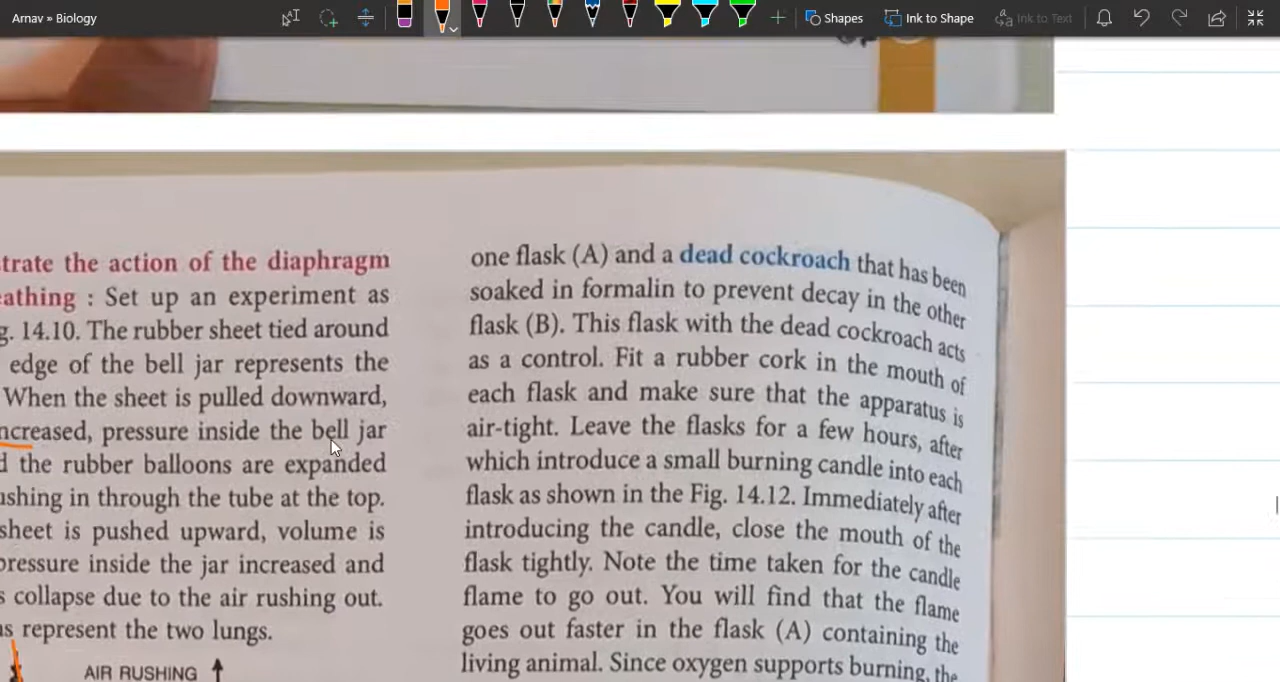 Arnav » Biology
Shapes
Ink to Shape
Ink to Text
trate the action of the diaphragm
eathing : Set up an experiment as
g. 14.10. The rubber sheet tied around
edge of the bell jar represents the
When the sheet is pulled downward,
ncreased, pressure inside the bell jar
d the rubber balloons are expanded
ushing in through the tube at the top.
sheet is pushed upward, volume is
pressure inside the jar increased and
s collapse due to the air rushing out.
ns represent the two lungs.
AIR RUSHING
one flask (A) and a dead cockroach that has been
soaked in formalin to prevent decay in the other
flask (B). This flask with the dead cockroach acts
as a control. Fit a rubber cork in the mouth of
each flask and make sure that the apparatus is
air-tight. Leave the flasks for a few hours, after
which introduce a small burning candle into each
flask as shown in the Fig. 14.12. Immediately after
introducing the candle, close the mouth of the
flask tightly. Note the time taken for the candle
flame to go out. You will find that the flame
goes out faster in the flask (A) containing the
living animal. Since oxygen supports burning, the